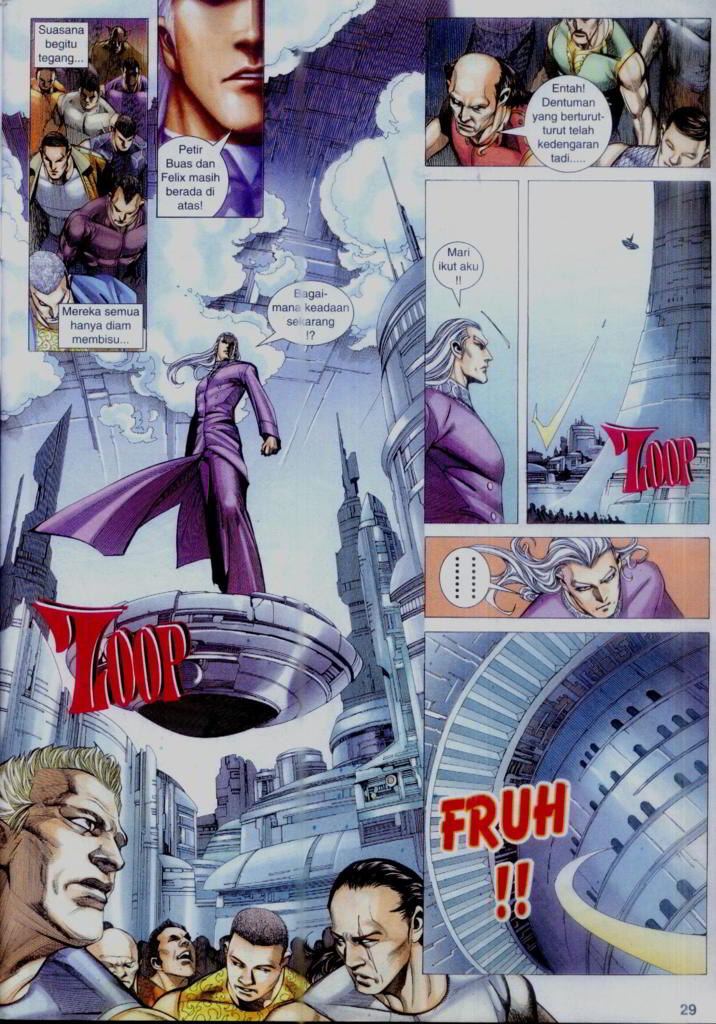 Suasana
begitu
tegang...
Petir
Buas dan
Felix masih
berada di
atas!
Mereka semua
hanya diam
membisu...
Bagai-
mana keadaan
sekarang
!?
ZOOP
Entah!
Dentuman
yang berturut-
turut telah
kedengaran
tadi.....
Mari
ikut aku
!!
ZOOP
FRUH
!!
29